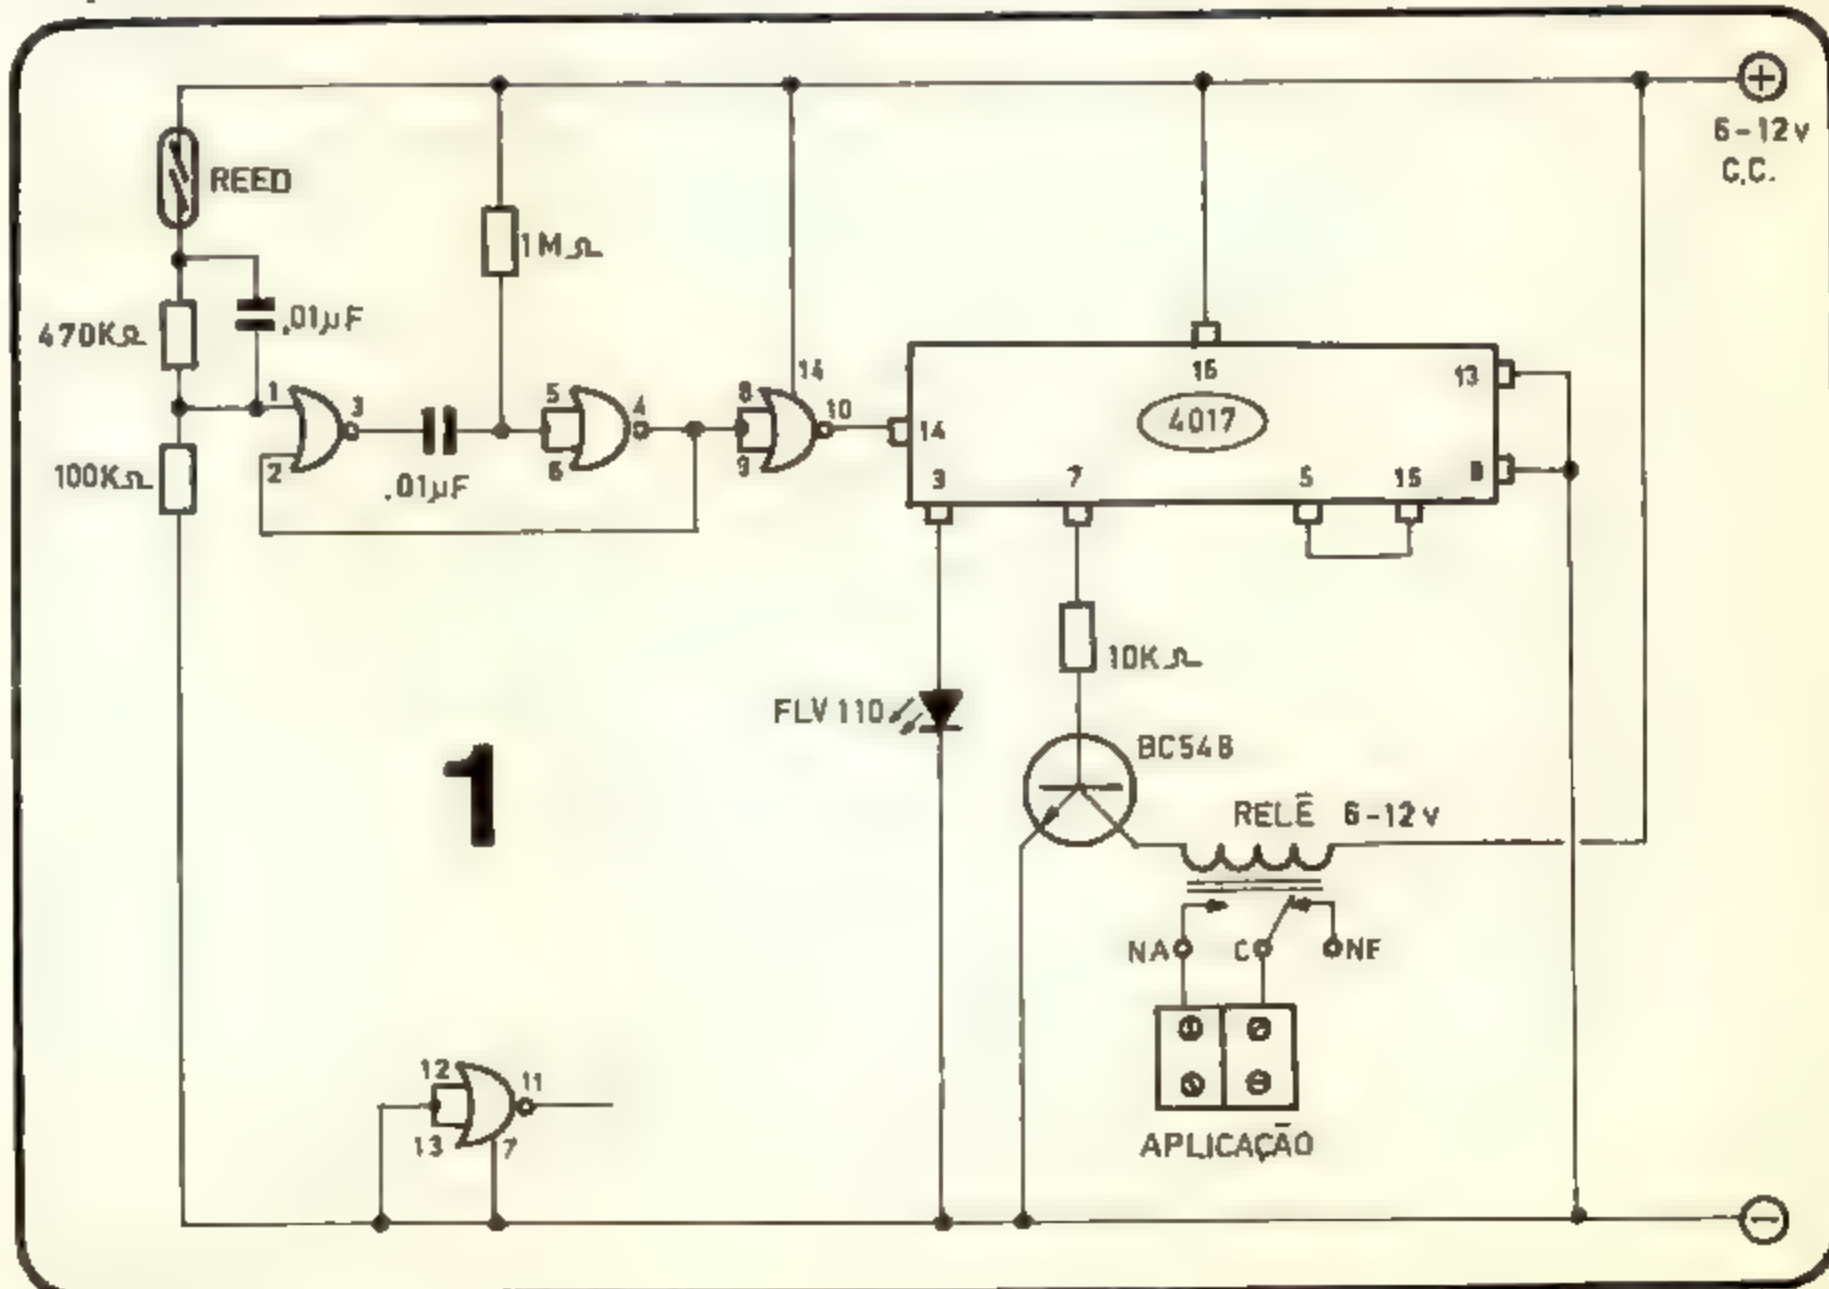 +
6-12v
C.C.
REED
1MΩ
470KΩ
.01µF
100KΩ
1
2
3
.01µF
5
6
4
8
9
14
10
14
16
13
4017
3
7
5
15
8
10KΩ
FLV 110
BC548
RELÊ 6-12v
NA
C
NF
APLICAÇÃO
1
12
13
11
7
−